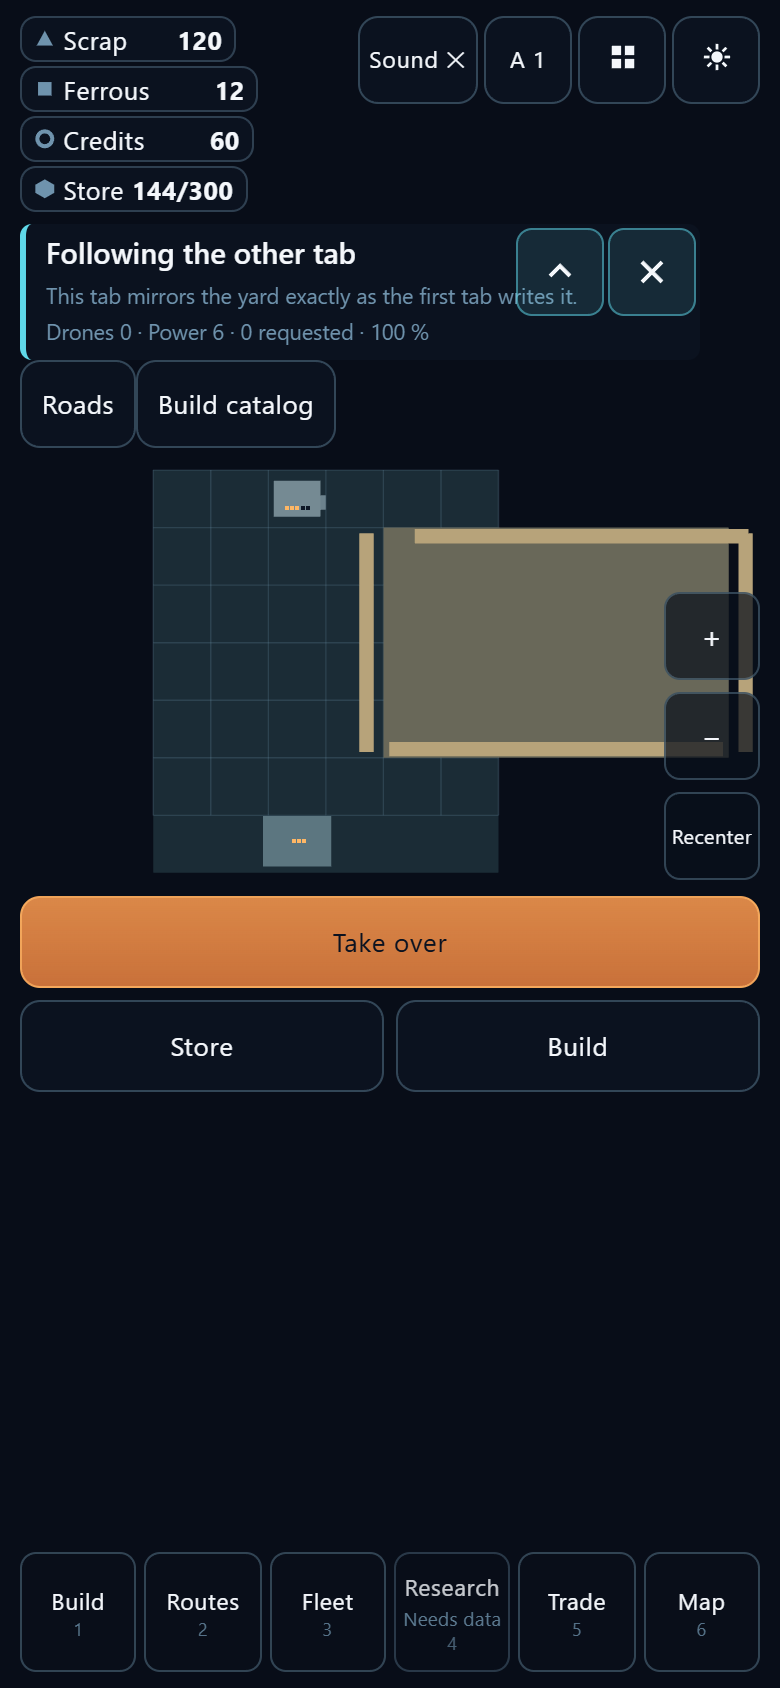 Scrap 120
Ferrous 12
Credits 60
Store 144/300
Sound ×
A 1
Following the other tab
This tab mirrors the yard exactly as the first tab writes it.
Drones 0 · Power 6 · 0 requested · 100 %
Roads
Build catalog
+
−
Recenter
Take over
Store
Build
Build
1
Routes
2
Fleet
3
Research
Needs data
4
Trade
5
Map
6